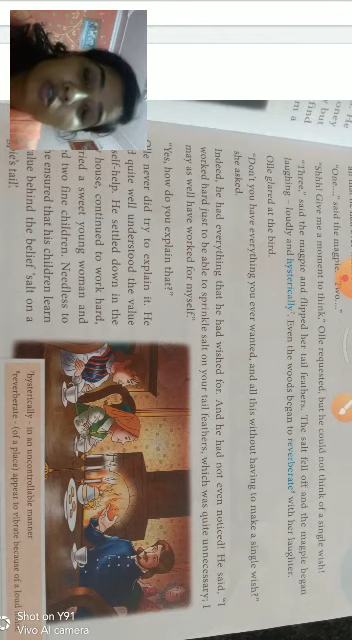 He
oney
but
find
m a
"One..." said the magpie. "Two..."
"Shhh! Give me a moment to think," Olle requested, but he could not think of a single wish!
"Three," said the magpie and flipped her tail feathers. The salt fell off and the magpie began
laughing – loudly and hysterically. Even the woods began to reverberate with her laughter.
Olle glared at the bird.
"Don't you have everything you ever wanted, and all this without having to make a single wish?"
she asked.
Indeed, he had everything that he had wished for. And he had not even noticed! He said, "I
worked hard just to be able to sprinkle salt on your tail feathers, which was quite unnecessary; I
may as well have worked for myself."
"Yes, how do you explain that?"
Olle never did try to explain it. He
quite well understood the value
self-help. He settled down in the
house, continued to work hard,
ried a sweet young woman and
d two fine children. Needless to
he ensured that his children learn
alue behind the belief 'salt on a
pie's tail'.
hysterically - in an uncontrollable manner
reverberate - (of a place) appear to vibrate because of a loud
Shot on Y91
Vivo AI camera